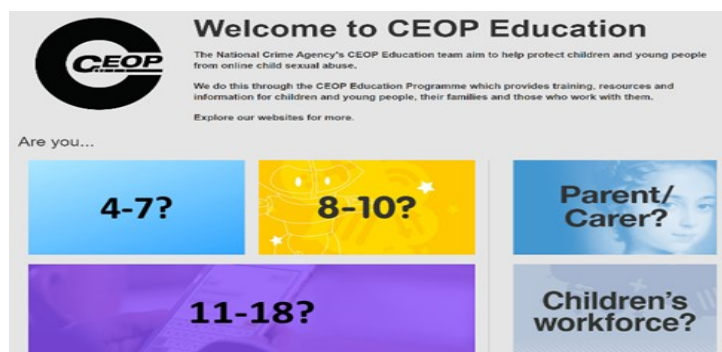 CEOP
Welcome to CEOP Education
The National Crime Agency's CEOP Education team aim to help protect children and young people
from online child sexual abuse.
We do this through the CEOP Education Programme which provides training, resources and
information for children and young people, their families and those who work with them.
Explore our websites for more.
Are you...
4-7?
8-10?
Parent/
Carer?
11-18?
Children's
workforce?